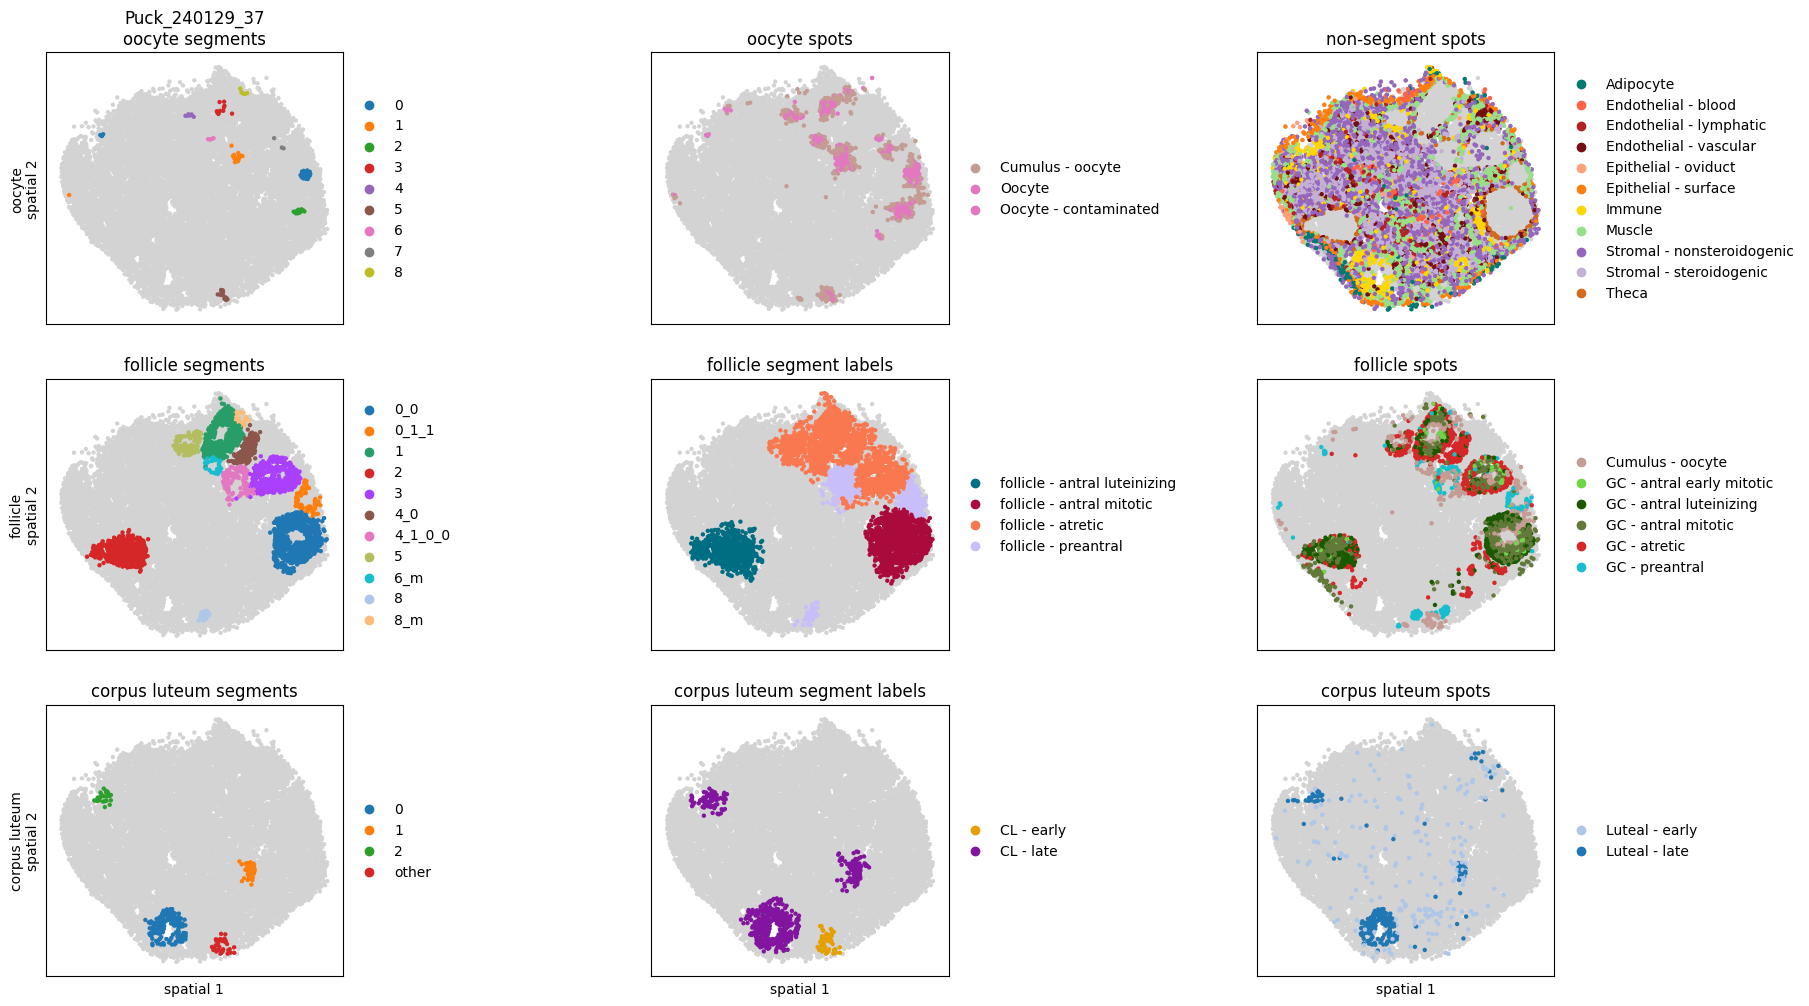 Puck_240129_37
oocyte segments
oocyte spots
non-segment spots
oocyte
spatial 2
0
1
2
3
4
5
6
7
8
Cumulus - oocyte
Oocyte
Oocyte - contaminated
Adipocyte
Endothelial - blood
Endothelial - lymphatic
Endothelial - vascular
Epithelial - oviduct
Epithelial - surface
Immune
Muscle
Stromal - nonsteroidogenic
Stromal - steroidogenic
Theca
follicle segments
follicle segment labels
follicle spots
follicle
spatial 2
0_0
0_1_1
1
2
3
4_0
4_1_0_0
5
6_m
8
8_m
follicle - antral luteinizing
follicle - antral mitotic
follicle - atretic
follicle - preantral
Cumulus - oocyte
GC - antral early mitotic
GC - antral luteinizing
GC - antral mitotic
GC - atretic
GC - preantral
corpus luteum segments
corpus luteum segment labels
corpus luteum spots
corpus luteum
spatial 2
0
1
2
other
CL - early
CL - late
Luteal - early
Luteal - late
spatial 1
spatial 1
spatial 1